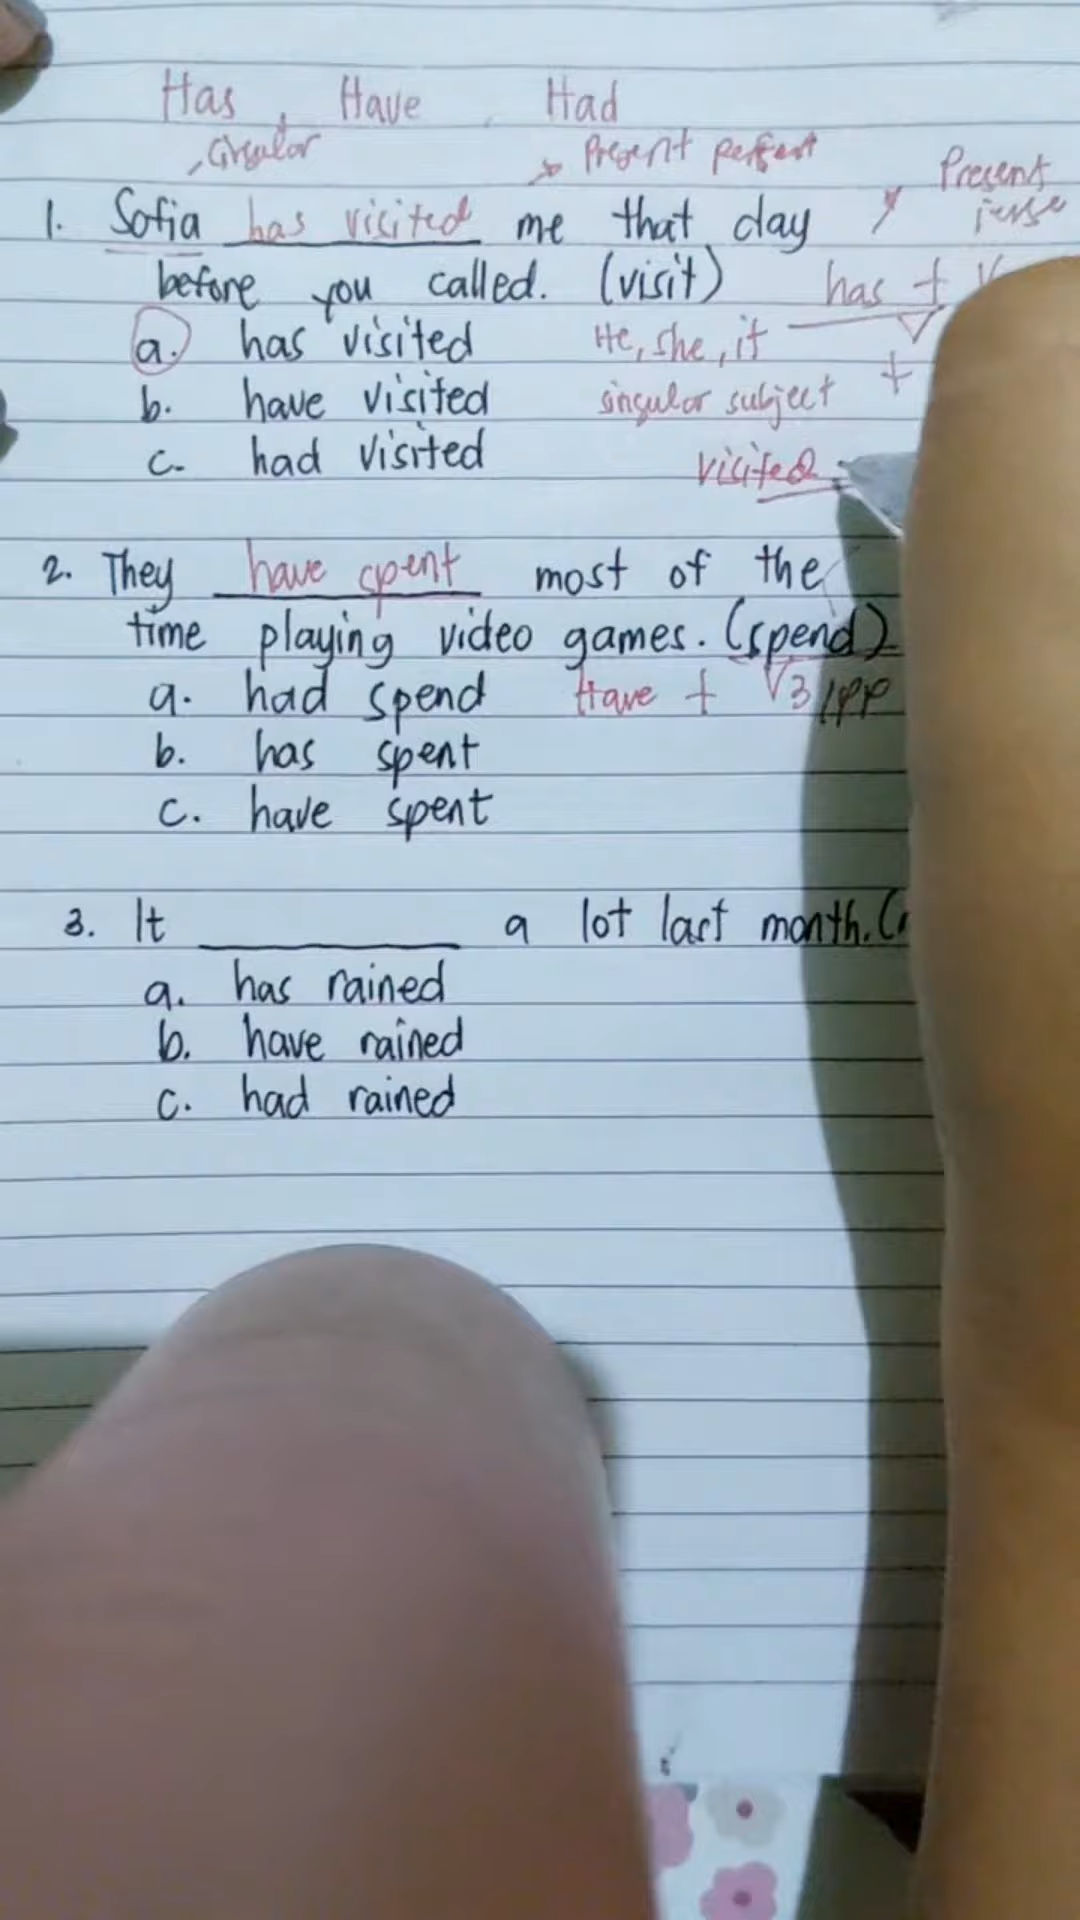 Has , Have , Had
singular
Present perfect
Present
tense
1. Sofia has visited me that day
before you called. (visit)
has +
a. has visited
He, she, it
+
b. have visited
singular subject
c. had visited
visited
2. They have spent most of the
time playing video games. (spend)
a. had spend
Have + V3/PP
b. has spent
c. have spent
3. It ________ a lot last month. (
a. has rained
b. have rained
c. had rained